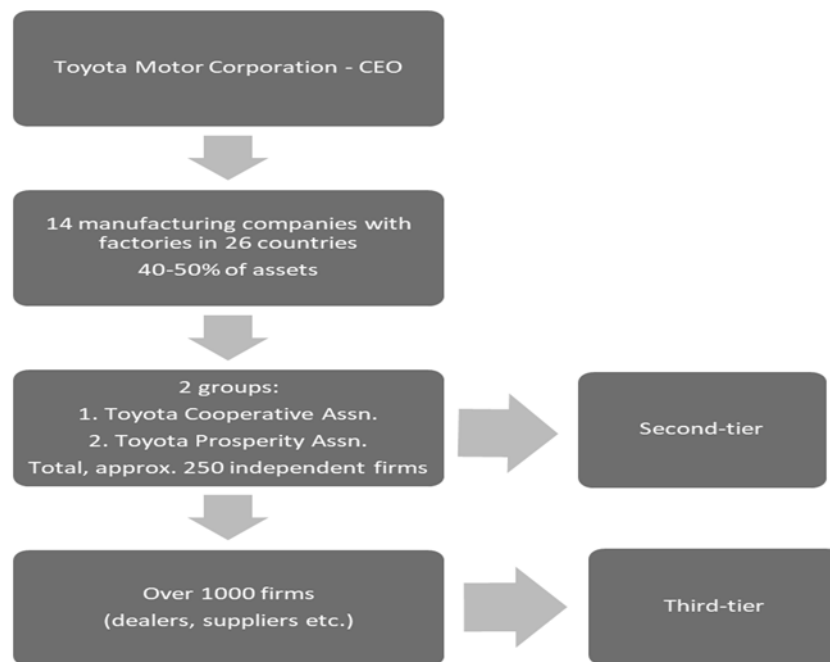 Toyota Motor Corporation - CEO
14 manufacturing companies with
factories in 26 countries
40-50% of assets
2 groups:
1. Toyota Cooperative Assn.
2. Toyota Prosperity Assn.
Total, approx. 250 independent firms
Second-tier
Over 1000 firms
(dealers, suppliers etc.)
Third-tier